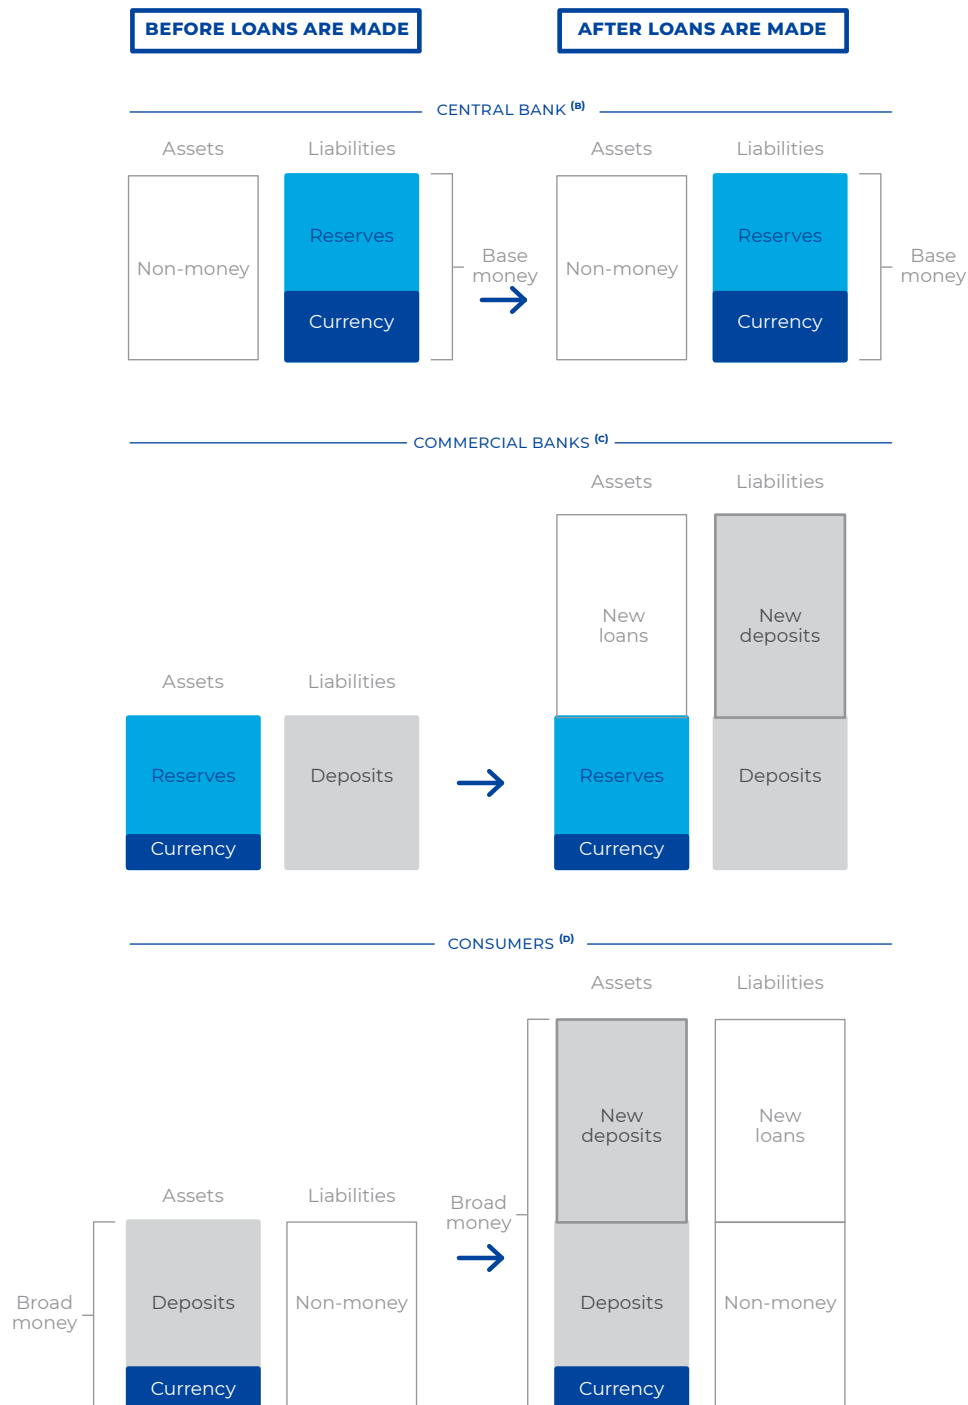 BEFORE LOANS ARE MADE
AFTER LOANS ARE MADE
CENTRAL BANK (B)
Assets
Liabilities
Assets
Liabilities
Non-money
Reserves
Currency
Base
money
Non-money
Reserves
Currency
Base
money
COMMERCIAL BANKS (C)
Assets
Liabilities
New
loans
New
deposits
Assets
Liabilities
Reserves
Currency
Deposits
Reserves
Currency
Deposits
CONSUMERS (D)
Assets
Liabilities
New
deposits
New
loans
Assets
Liabilities
Broad
money
Broad
money
Deposits
Currency
Non-money
Deposits
Currency
Non-money